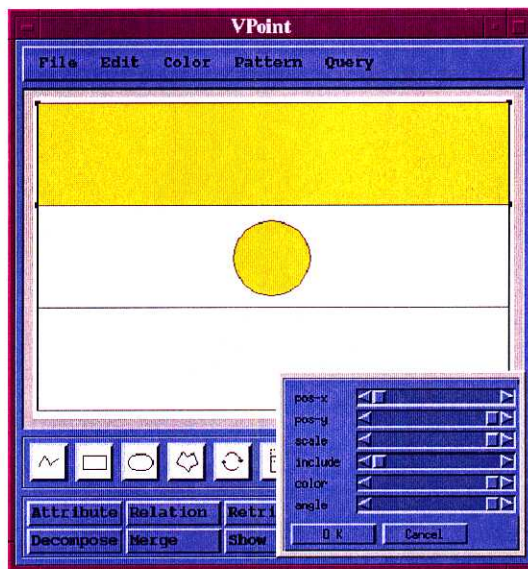 VPoint
File Edit Color Pattern Query
pos-x
pos-y
scale
include
color
angle
OK Cancel
Attribute Relation Retri
Decompose Merge Show